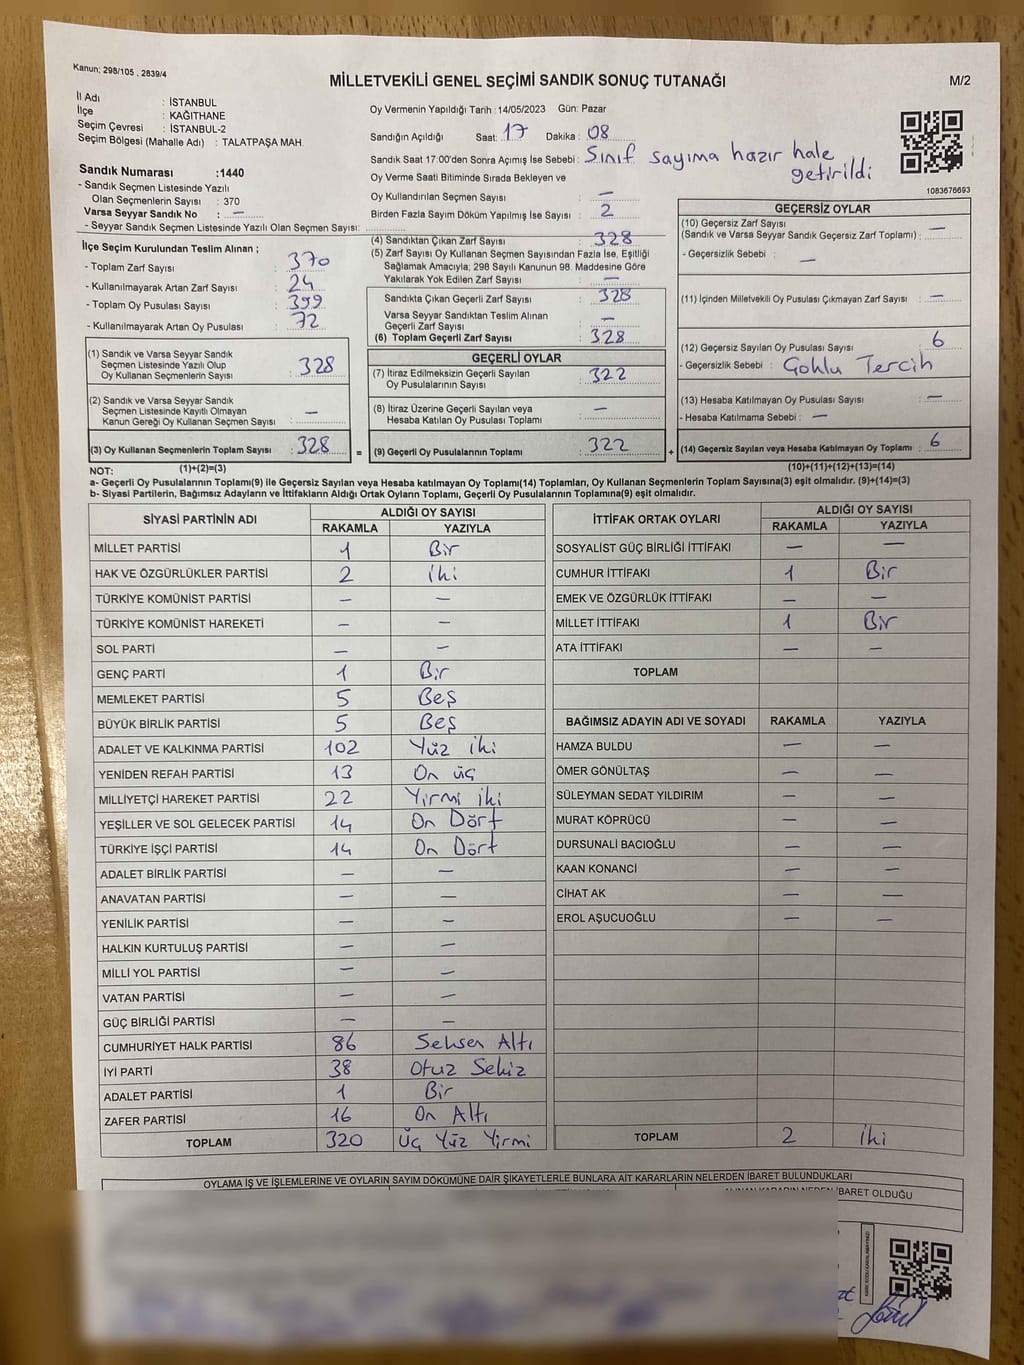 Kanun: 298/105 , 2839/4
MİLLETVEKİLİ GENEL SEÇİMİ SANDIK SONUÇ TUTANAĞI
M/2
İl Adı : İSTANBUL
İlçe : KAĞITHANE
Seçim Çevresi : İSTANBUL-2
Seçim Bölgesi (Mahalle Adı) : TALATPAŞA MAH.
Oy Vermenin Yapıldığı Tarih : 14/05/2023 Gün: Pazar
Sandığın Açıldığı Saat: 17 Dakika : 08
Sandık Saat 17:00'den Sonra Açımış İse Sebebi : Sınıf sayıma hazır hale
getirildi
Oy Verme Saati Bitiminde Sırada Bekleyen ve
Oy Kullandırılan Seçmen Sayısı : —
Birden Fazla Sayım Döküm Yapılmış İse Sayısı : 2
1083676693
Sandık Numarası :1440
- Sandık Seçmen Listesinde Yazılı
Olan Seçmenlerin Sayısı : 370
Varsa Seyyar Sandık No : —
- Seyyar Sandık Seçmen Listesinde Yazılı Olan Seçmen Sayısı:
İlçe Seçim Kurulundan Teslim Alınan ;
- Toplam Zarf Sayısı : 370
- Kullanılmayarak Artan Zarf Sayısı : 24
- Toplam Oy Pusulası Sayısı : 399
- Kullanılmayarak Artan Oy Pusulası : 72
(1) Sandık ve Varsa Seyyar Sandık
Seçmen Listesinde Yazılı Olup
Oy Kullanan Seçmenlerin Sayısı : 328
(2) Sandık ve Varsa Seyyar Sandık
Seçmen Listesinde Kayıtlı Olmayan
Kanun Gereği Oy Kullanan Seçmen Sayısı : —
(3) Oy Kullanan Seçmenlerin Toplam Sayısı : 328 =
(4) Sandıktan Çıkan Zarf Sayısı : 328
(5) Zarf Sayısı Oy Kullanan Seçmen Sayısından Fazla İse, Eşitliği
Sağlamak Amacıyla, 298 Sayılı Kanunun 98. Maddesine Göre
Yakılarak Yok Edilen Zarf Sayısı : —
Sandıkta Çıkan Geçerli Zarf Sayısı : 328
Varsa Seyyar Sandıktan Teslim Alınan
Geçerli Zarf Sayısı : —
(6) Toplam Geçerli Zarf Sayısı : 328
GEÇERLİ OYLAR
(7) İtiraz Edilmeksizin Geçerli Sayılan
Oy Pusulalarının Sayısı : 322
(8) İtiraz Üzerine Geçerli Sayılan veya
Hesaba Katılan Oy Pusulası Toplamı : —
(9) Geçerli Oy Pusulalarının Toplamı : 322 +
GEÇERSİZ OYLAR
(10) Geçersiz Zarf Sayısı
(Sandık ve Varsa Seyyar Sandık Geçersiz Zarf Toplamı) : —
- Geçersizlik Sebebi : —
(11) İçinden Milletvekili Oy Pusulası Çıkmayan Zarf Sayısı : —
(12) Geçersiz Sayılan Oy Pusulası Sayısı : 6
- Geçersizlik Sebebi : Çoklu Tercih
(13) Hesaba Katılmayan Oy Pusulası Sayısı : —
- Hesaba Katılmama Sebebi : —
(14) Geçersiz Sayılan veya Hesaba Katılmayan Oy Toplamı : 6
NOT: (1)+(2)=(3) (10)+(11)+(12)+(13)=(14)
a- Geçerli Oy Pusulalarının Toplamı(9) ile Geçersiz Sayılan veya Hesaba katılmayan Oy Toplamı(14) Toplamları, Oy Kullanan Seçmenlerin Toplam Sayısına(3) eşit olmalıdır. (9)+(14)=(3)
b- Siyasi Partilerin, Bağımsız Adayların ve İttifakların Aldığı Ortak Oyların Toplamı, Geçerli Oy Pusulalarının Toplamına(9) eşit olmalıdır.
SİYASİ PARTİNİN ADI ALDIĞI OY SAYISI
RAKAMLA YAZIYLA
MİLLET PARTİSİ 1 Bir
HAK VE ÖZGÜRLÜKLER PARTİSİ 2 iki
TÜRKİYE KOMÜNİST PARTİSİ — —
TÜRKİYE KOMÜNİST HAREKETİ — —
SOL PARTİ — —
GENÇ PARTİ 1 Bir
MEMLEKET PARTİSİ 5 Beş
BÜYÜK BİRLİK PARTİSİ 5 Beş
ADALET VE KALKINMA PARTİSİ 102 Yüz iki
YENİDEN REFAH PARTİSİ 13 On üç
MİLLİYETÇİ HAREKET PARTİSİ 22 Yirmi iki
YEŞİLLER VE SOL GELECEK PARTİSİ 14 On Dört
TÜRKİYE İŞÇİ PARTİSİ 14 On Dört
ADALET BİRLİK PARTİSİ — —
ANAVATAN PARTİSİ — —
YENİLİK PARTİSİ — —
HALKIN KURTULUŞ PARTİSİ — —
MİLLİ YOL PARTİSİ — —
VATAN PARTİSİ — —
GÜÇ BİRLİĞİ PARTİSİ — —
CUMHURİYET HALK PARTİSİ 86 Seksen Altı
İYİ PARTİ 38 Otuz Sekiz
ADALET PARTİSİ 1 Bir
ZAFER PARTİSİ 16 On Altı
TOPLAM 320 Üç Yüz Yirmi
İTTİFAK ORTAK OYLARI ALDIĞI OY SAYISI
RAKAMLA YAZIYLA
SOSYALİST GÜÇ BİRLİĞİ İTTİFAKI — —
CUMHUR İTTİFAKI 1 Bir
EMEK VE ÖZGÜRLÜK İTTİFAKI — —
MİLLET İTTİFAKI 1 Bir
ATA İTTİFAKI — —
TOPLAM
BAĞIMSIZ ADAYIN ADI VE SOYADI RAKAMLA YAZIYLA
HAMZA BULDU — —
ÖMER GÖNÜLTAŞ — —
SÜLEYMAN SEDAT YILDIRIM — —
MURAT KÖPRÜCÜ — —
DURSUNALİ BACIOĞLU — —
KAAN KONANCİ — —
CİHAT AK — —
EROL AŞUCUOĞLU — —
TOPLAM 2 iki
OYLAMA İŞ VE İŞLEMLERİNE VE OYLARIN SAYIM DÖKÜMÜNE DAİR ŞİKAYETLERLE BUNLARA AİT KARARLARIN NELERDEN İBARET BULUNDUKLARI
İBARET OLDUĞU